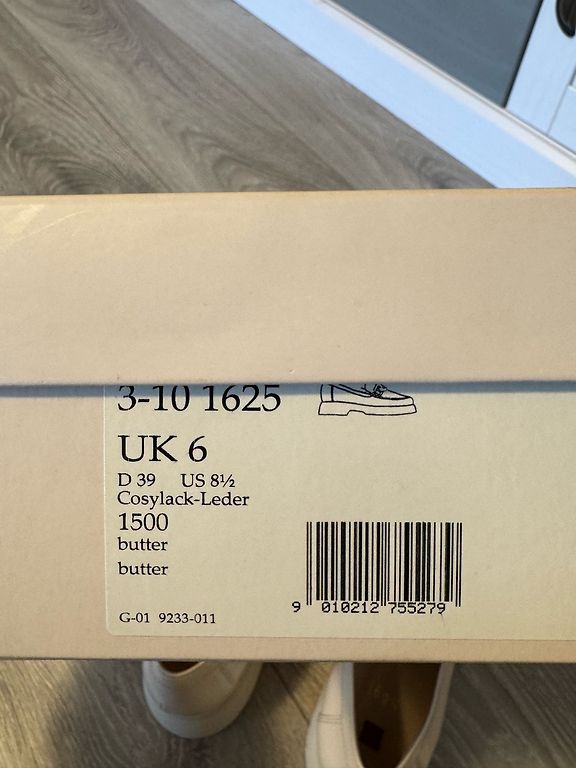 3-10 1625
UK 6
D 39 US 8½
Cosylack-Leder
1500
butter
butter
G-01 9233-011
9 010212 755279